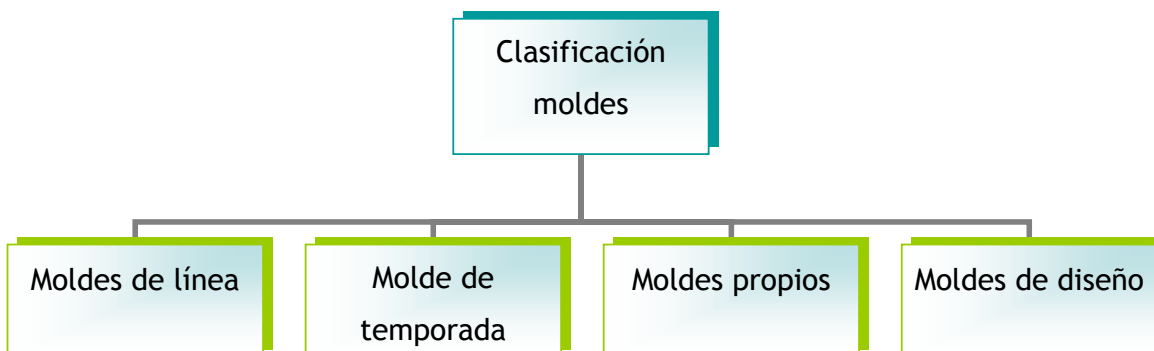 Clasificación
moldes
Moldes de línea
Molde de
temporada
Moldes propios
Moldes de diseño